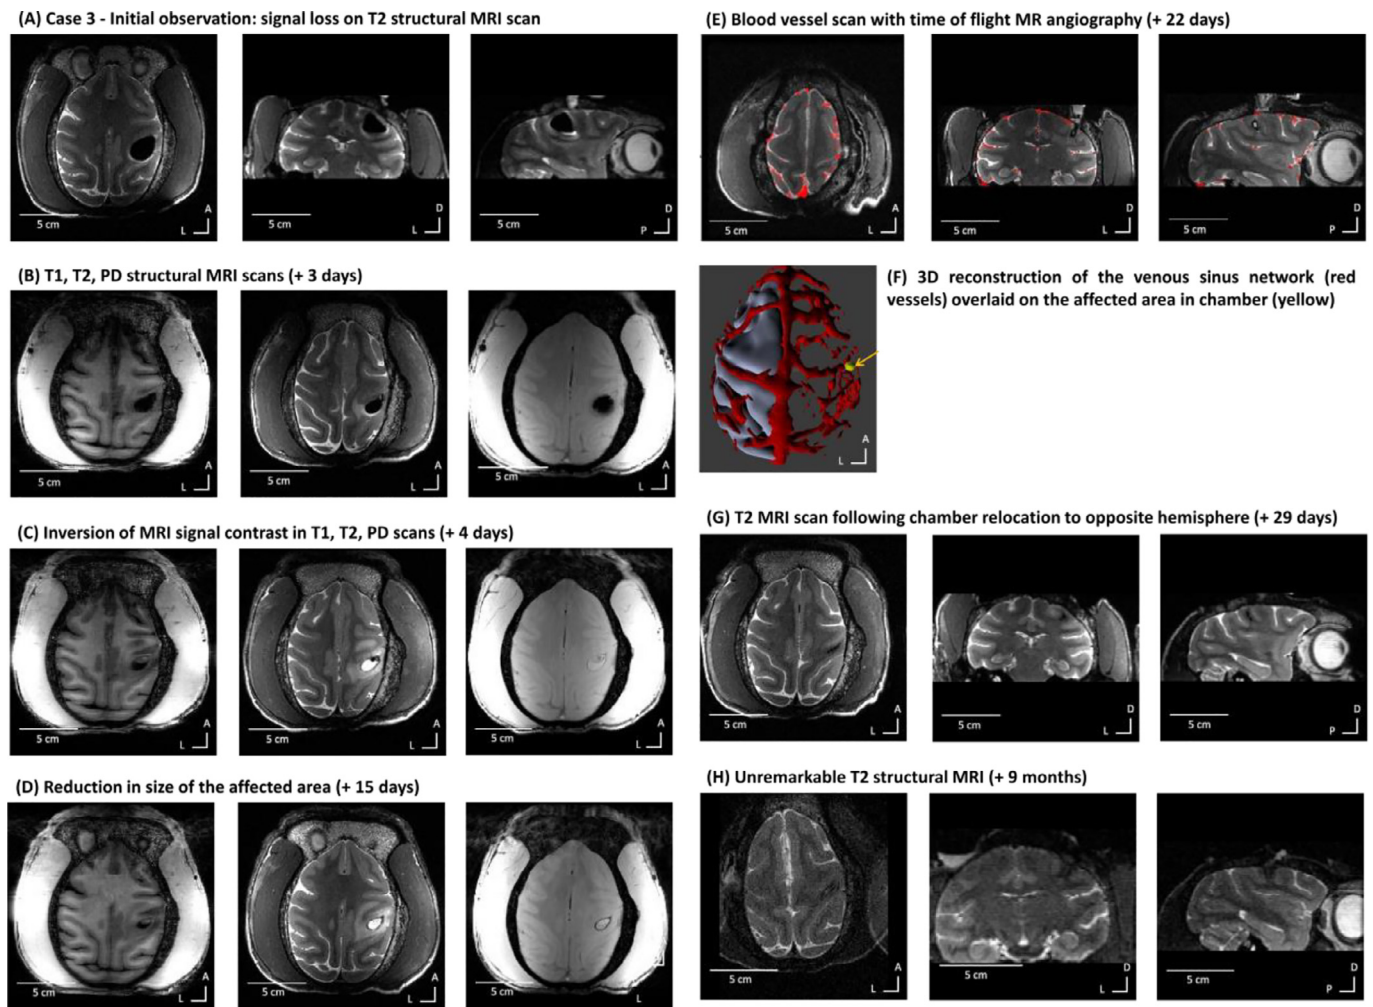 (A) Case 3 - Initial observation: signal loss on T2 structural MRI scan
5 cm
A
L
5 cm
D
L
5 cm
D
P
(B) T1, T2, PD structural MRI scans (+ 3 days)
5 cm
A
L
5 cm
A
L
5 cm
A
L
(C) Inversion of MRI signal contrast in T1, T2, PD scans (+ 4 days)
5 cm
A
L
5 cm
A
L
5 cm
A
L
(D) Reduction in size of the affected area (+ 15 days)
5 cm
A
L
5 cm
A
L
5 cm
L
(E) Blood vessel scan with time of flight MR angiography (+ 22 days)
5 cm
A
L
5 cm
D
L
5 cm
D
P
(F) 3D reconstruction of the venous sinus network (red
vessels) overlaid on the affected area in chamber (yellow)
A
L
(G) T2 MRI scan following chamber relocation to opposite hemisphere (+ 29 days)
5 cm
A
L
5 cm
D
L
5 cm
D
P
(H) Unremarkable T2 structural MRI (+ 9 months)
5 cm
A
L
5 cm
D
L
5 cm
D
P